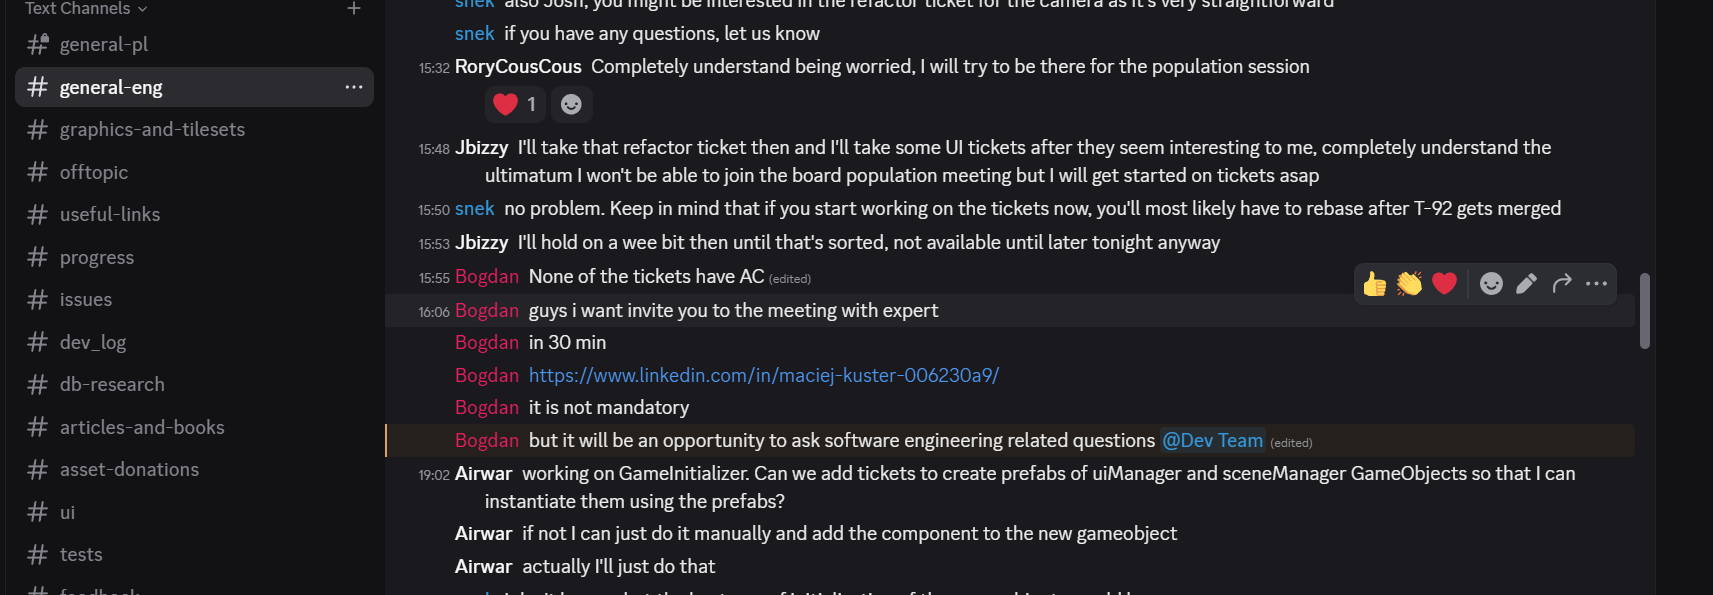 Text Channels
general-pl
general-eng
graphics-and-tilesets
offtopic
useful-links
progress
issues
dev_log
db-research
articles-and-books
asset-donations
ui
tests
feedback
snek also Josh, you might be interested in the refactor ticket for the camera as it's very straightforward
snek if you have any questions, let us know
15:32 RoryCousCous Completely understand being worried, I will try to be there for the population session
1
15:48 Jbizzy I'll take that refactor ticket then and I'll take some UI tickets after they seem interesting to me, completely understand the
ultimatum I won't be able to join the board population meeting but I will get started on tickets asap
15:50 snek no problem. Keep in mind that if you start working on the tickets now, you'll most likely have to rebase after T-92 gets merged
15:53 Jbizzy I'll hold on a wee bit then until that's sorted, not available until later tonight anyway
15:55 Bogdan None of the tickets have AC (edited)
16:06 Bogdan guys i want invite you to the meeting with expert
Bogdan in 30 min
Bogdan https://www.linkedin.com/in/maciej-kuster-006230a9/
Bogdan it is not mandatory
Bogdan but it will be an opportunity to ask software engineering related questions @Dev Team (edited)
19:02 Airwar working on GameInitializer. Can we add tickets to create prefabs of uiManager and sceneManager GameObjects so that I can
instantiate them using the prefabs?
Airwar if not I can just do it manually and add the component to the new gameobject
Airwar actually I'll just do that